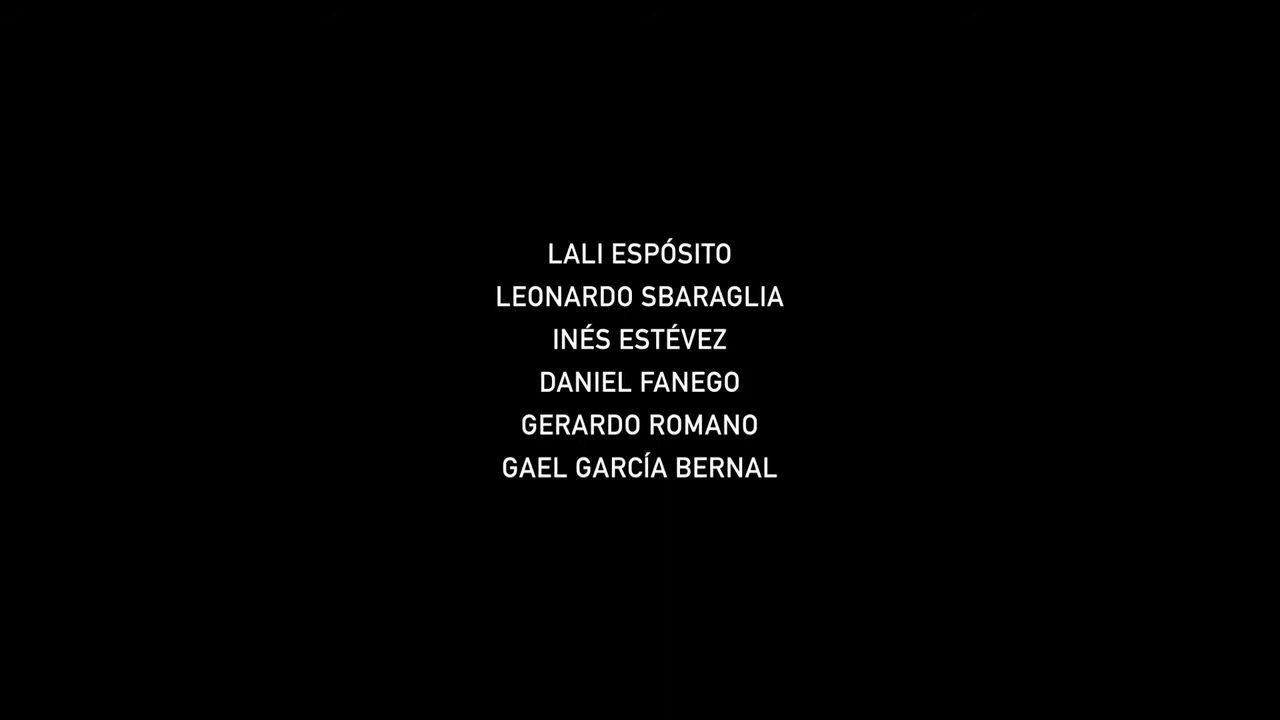 LALI ESPÓSITO
LEONARDO SBARAGLIA
INÉS ESTÉVEZ
DANIEL FANEGO
GERARDO ROMANO
GAEL GARCÍA BERNAL